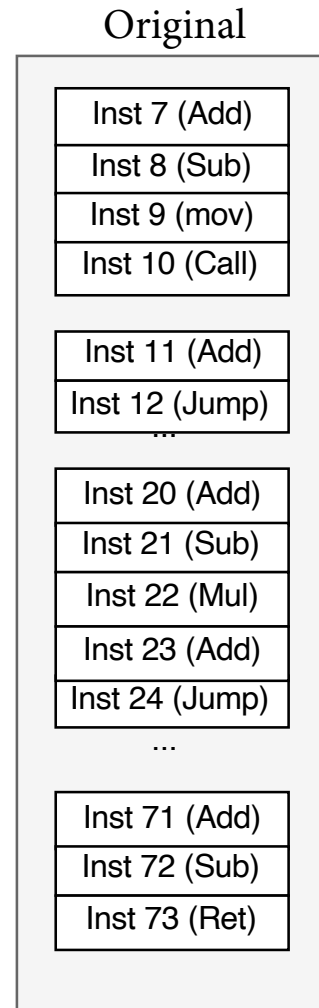 Original
Inst 7 (Add)
Inst 8 (Sub)
Inst 9 (mov)
Inst 10 (Call)
Inst 11 (Add)
Inst 12 (Jump)
...
Inst 20 (Add)
Inst 21 (Sub)
Inst 22 (Mul)
Inst 23 (Add)
Inst 24 (Jump)
...
Inst 71 (Add)
Inst 72 (Sub)
Inst 73 (Ret)